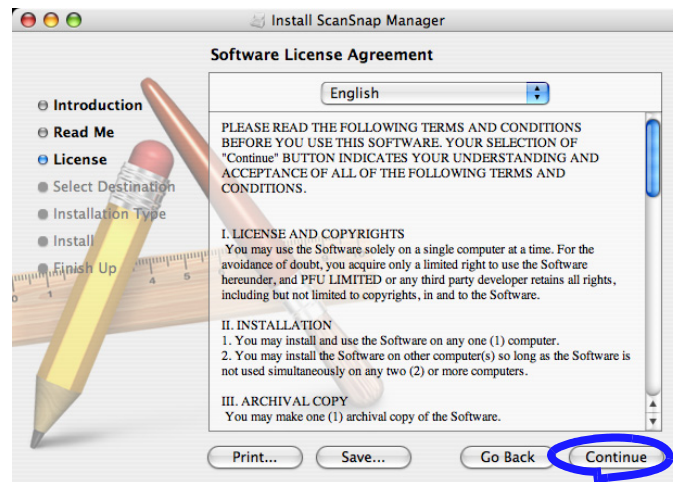 Install ScanSnap Manager
Software License Agreement
English
Introduction
Read Me
License
Select Destination
Installation Type
Install
Finish Up
PLEASE READ THE FOLLOWING TERMS AND CONDITIONS
BEFORE YOU USE THIS SOFTWARE. YOUR SELECTION OF
"Continue" BUTTON INDICATES YOUR UNDERSTANDING AND
ACCEPTANCE OF ALL OF THE FOLLOWING TERMS AND
CONDITIONS.
I. LICENSE AND COPYRIGHTS
You may use the Software solely on a single computer at a time. For the
avoidance of doubt, you acquire only a limited right to use the Software
hereunder, and PFU LIMITED or any third party developer retains all rights,
including but not limited to copyrights, in and to the Software.
II. INSTALLATION
1. You may install and use the Software on any one (1) computer.
2. You may install the Software on other computer(s) so long as the Software is
not used simultaneously on any two (2) or more computers.
III. ARCHIVAL COPY
You may make one (1) archival copy of the Software.
Print...
Save...
Go Back
Continue
0
1
4
5